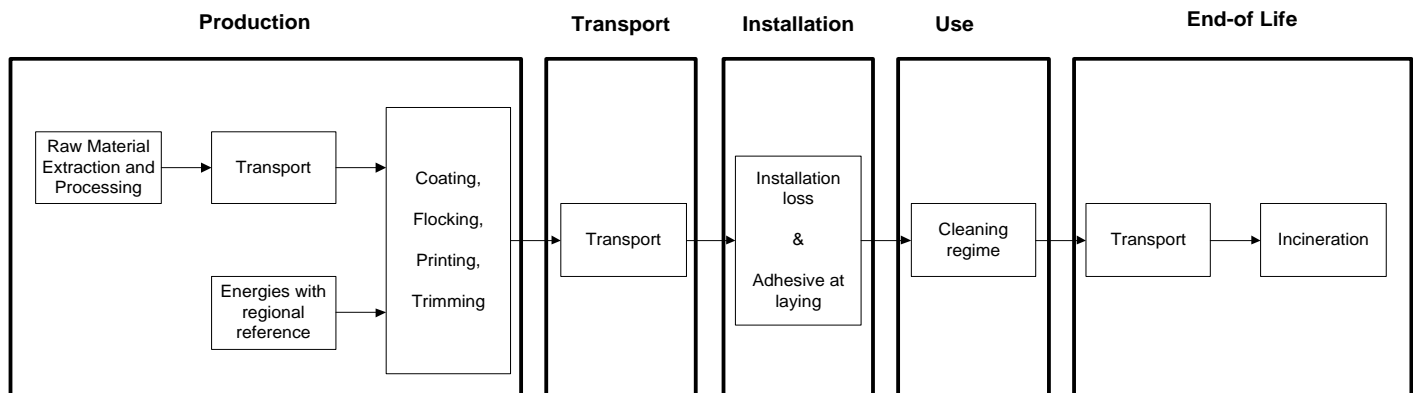 Production
Transport
Installation
Use
End-of Life
Raw Material
Extraction and
Processing
Transport
Energies with
regional
reference
Coating,
Flocking,
Printing,
Trimming
Transport
Installation
loss
&
Adhesive at
laying
Cleaning
regime
Transport
Incineration